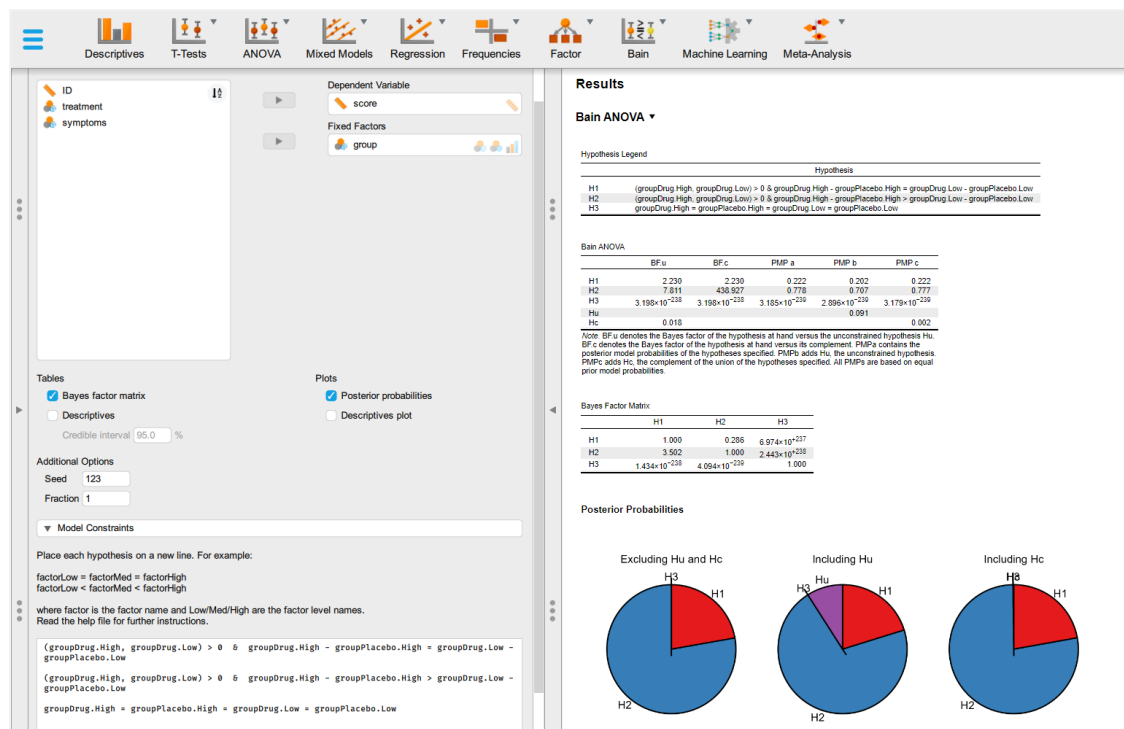 Descriptives T-Tests ANOVA Mixed Models Regression Frequencies Factor Bain Machine Learning Meta-Analysis
ID
treatment
symptoms
Dependent Variable
score
Fixed Factors
group
Tables
Bayes factor matrix
Descriptives
Credible interval 95.0 %
Plots
Posterior probabilities
Descriptives plot
Additional Options
Seed 123
Fraction 1
Model Constraints
Place each hypothesis on a new line. For example:
factorLow = factorMed = factorHigh
factorLow < factorMed < factorHigh
where factor is the factor name and Low/Med/High are the factor level names.
Read the help file for further instructions.
(groupDrug.High, groupDrug.Low) > 0 & groupDrug.High - groupPlacebo.High = groupDrug.Low -
groupPlacebo.Low
(groupDrug.High, groupDrug.Low) > 0 & groupDrug.High - groupPlacebo.High > groupDrug.Low -
groupPlacebo.Low
groupDrug.High = groupPlacebo.High = groupDrug.Low = groupPlacebo.Low
Results
Bain ANOVA
Hypothesis Legend
Hypothesis
H1 (groupDrug.High, groupDrug.Low) > 0 & groupDrug.High - groupPlacebo.High = groupDrug.Low - groupPlacebo.Low
H2 (groupDrug.High, groupDrug.Low) > 0 & groupDrug.High - groupPlacebo.High > groupDrug.Low - groupPlacebo.Low
H3 groupDrug.High = groupPlacebo.High = groupDrug.Low = groupPlacebo.Low
Bain ANOVA
BF.u BF.c PMP a PMP b PMP c
H1 2.230 2.230 0.222 0.202 0.222
H2 7.811 438.927 0.778 0.707 0.777
H3 3.198×10⁻²³⁸ 3.198×10⁻²³⁸ 3.185×10⁻²³⁹ 2.896×10⁻²³⁹ 3.179×10⁻²³⁹
Hu 0.091
Hc 0.018 0.002
Note. BF.u denotes the Bayes factor of the hypothesis at hand versus the unconstrained hypothesis Hu.
BF.c denotes the Bayes factor of the hypothesis at hand versus its complement. PMPa contains the
posterior model probabilities of the hypotheses specified. PMPb adds Hu, the unconstrained hypothesis.
PMPc adds Hc, the complement of the union of the hypotheses specified. All PMPs are based on equal
prior model probabilities.
Bayes Factor Matrix
H1 H2 H3
H1 1.000 0.286 6.974×10⁺²³⁷
H2 3.502 1.000 2.443×10⁺²³⁸
H3 1.434×10⁻²³⁸ 4.094×10⁻²³⁹ 1.000
Posterior Probabilities
Excluding Hu and Hc
H3
H1
H2
Including Hu
H3
Hu
H1
H2
Including Hc
H1
H2